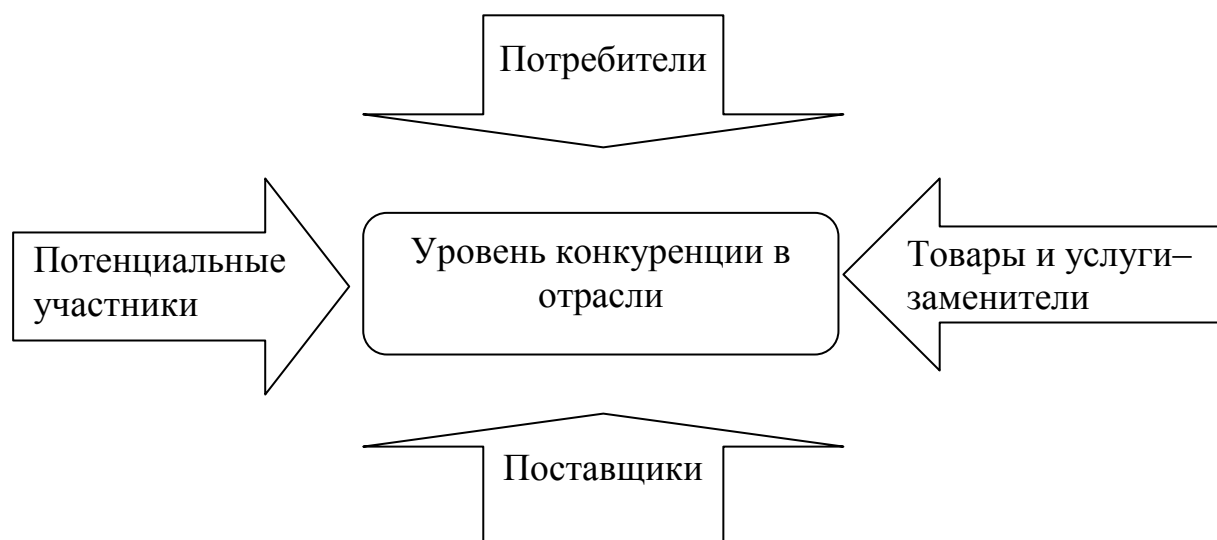 Потребители
Потенциальные
участники
Уровень конкуренции в
отрасли
Товары и услуги–
заменители
Поставщики